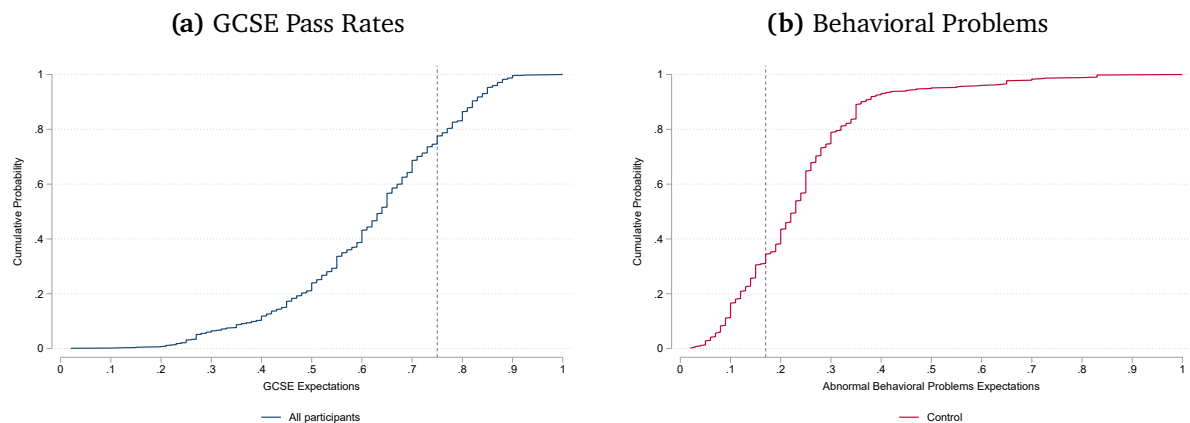 (a) GCSE Pass Rates
1
.8
.6
.4
.2
0
Cumulative Probability
0 .1 .2 .3 .4 .5 .6 .7 .8 .9 1
GCSE Expectations
All participants
(b) Behavioral Problems
1
.8
.6
.4
.2
0
Cumulative Probability
0 .1 .2 .3 .4 .5 .6 .7 .8 .9 1
Abnormal Behavioral Problems Expectations
Control